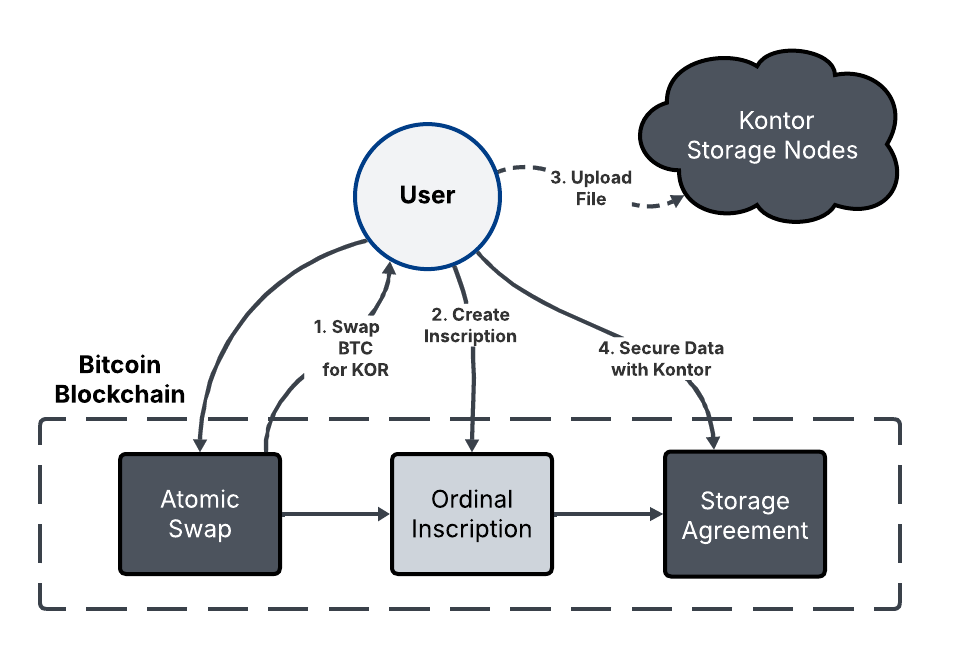 Kontor
Storage Nodes
User
3. Upload
File
1. Swap
BTC
for KOR
2. Create
Inscription
4. Secure Data
with Kontor
Bitcoin
Blockchain
Atomic
Swap
Ordinal
Inscription
Storage
Agreement